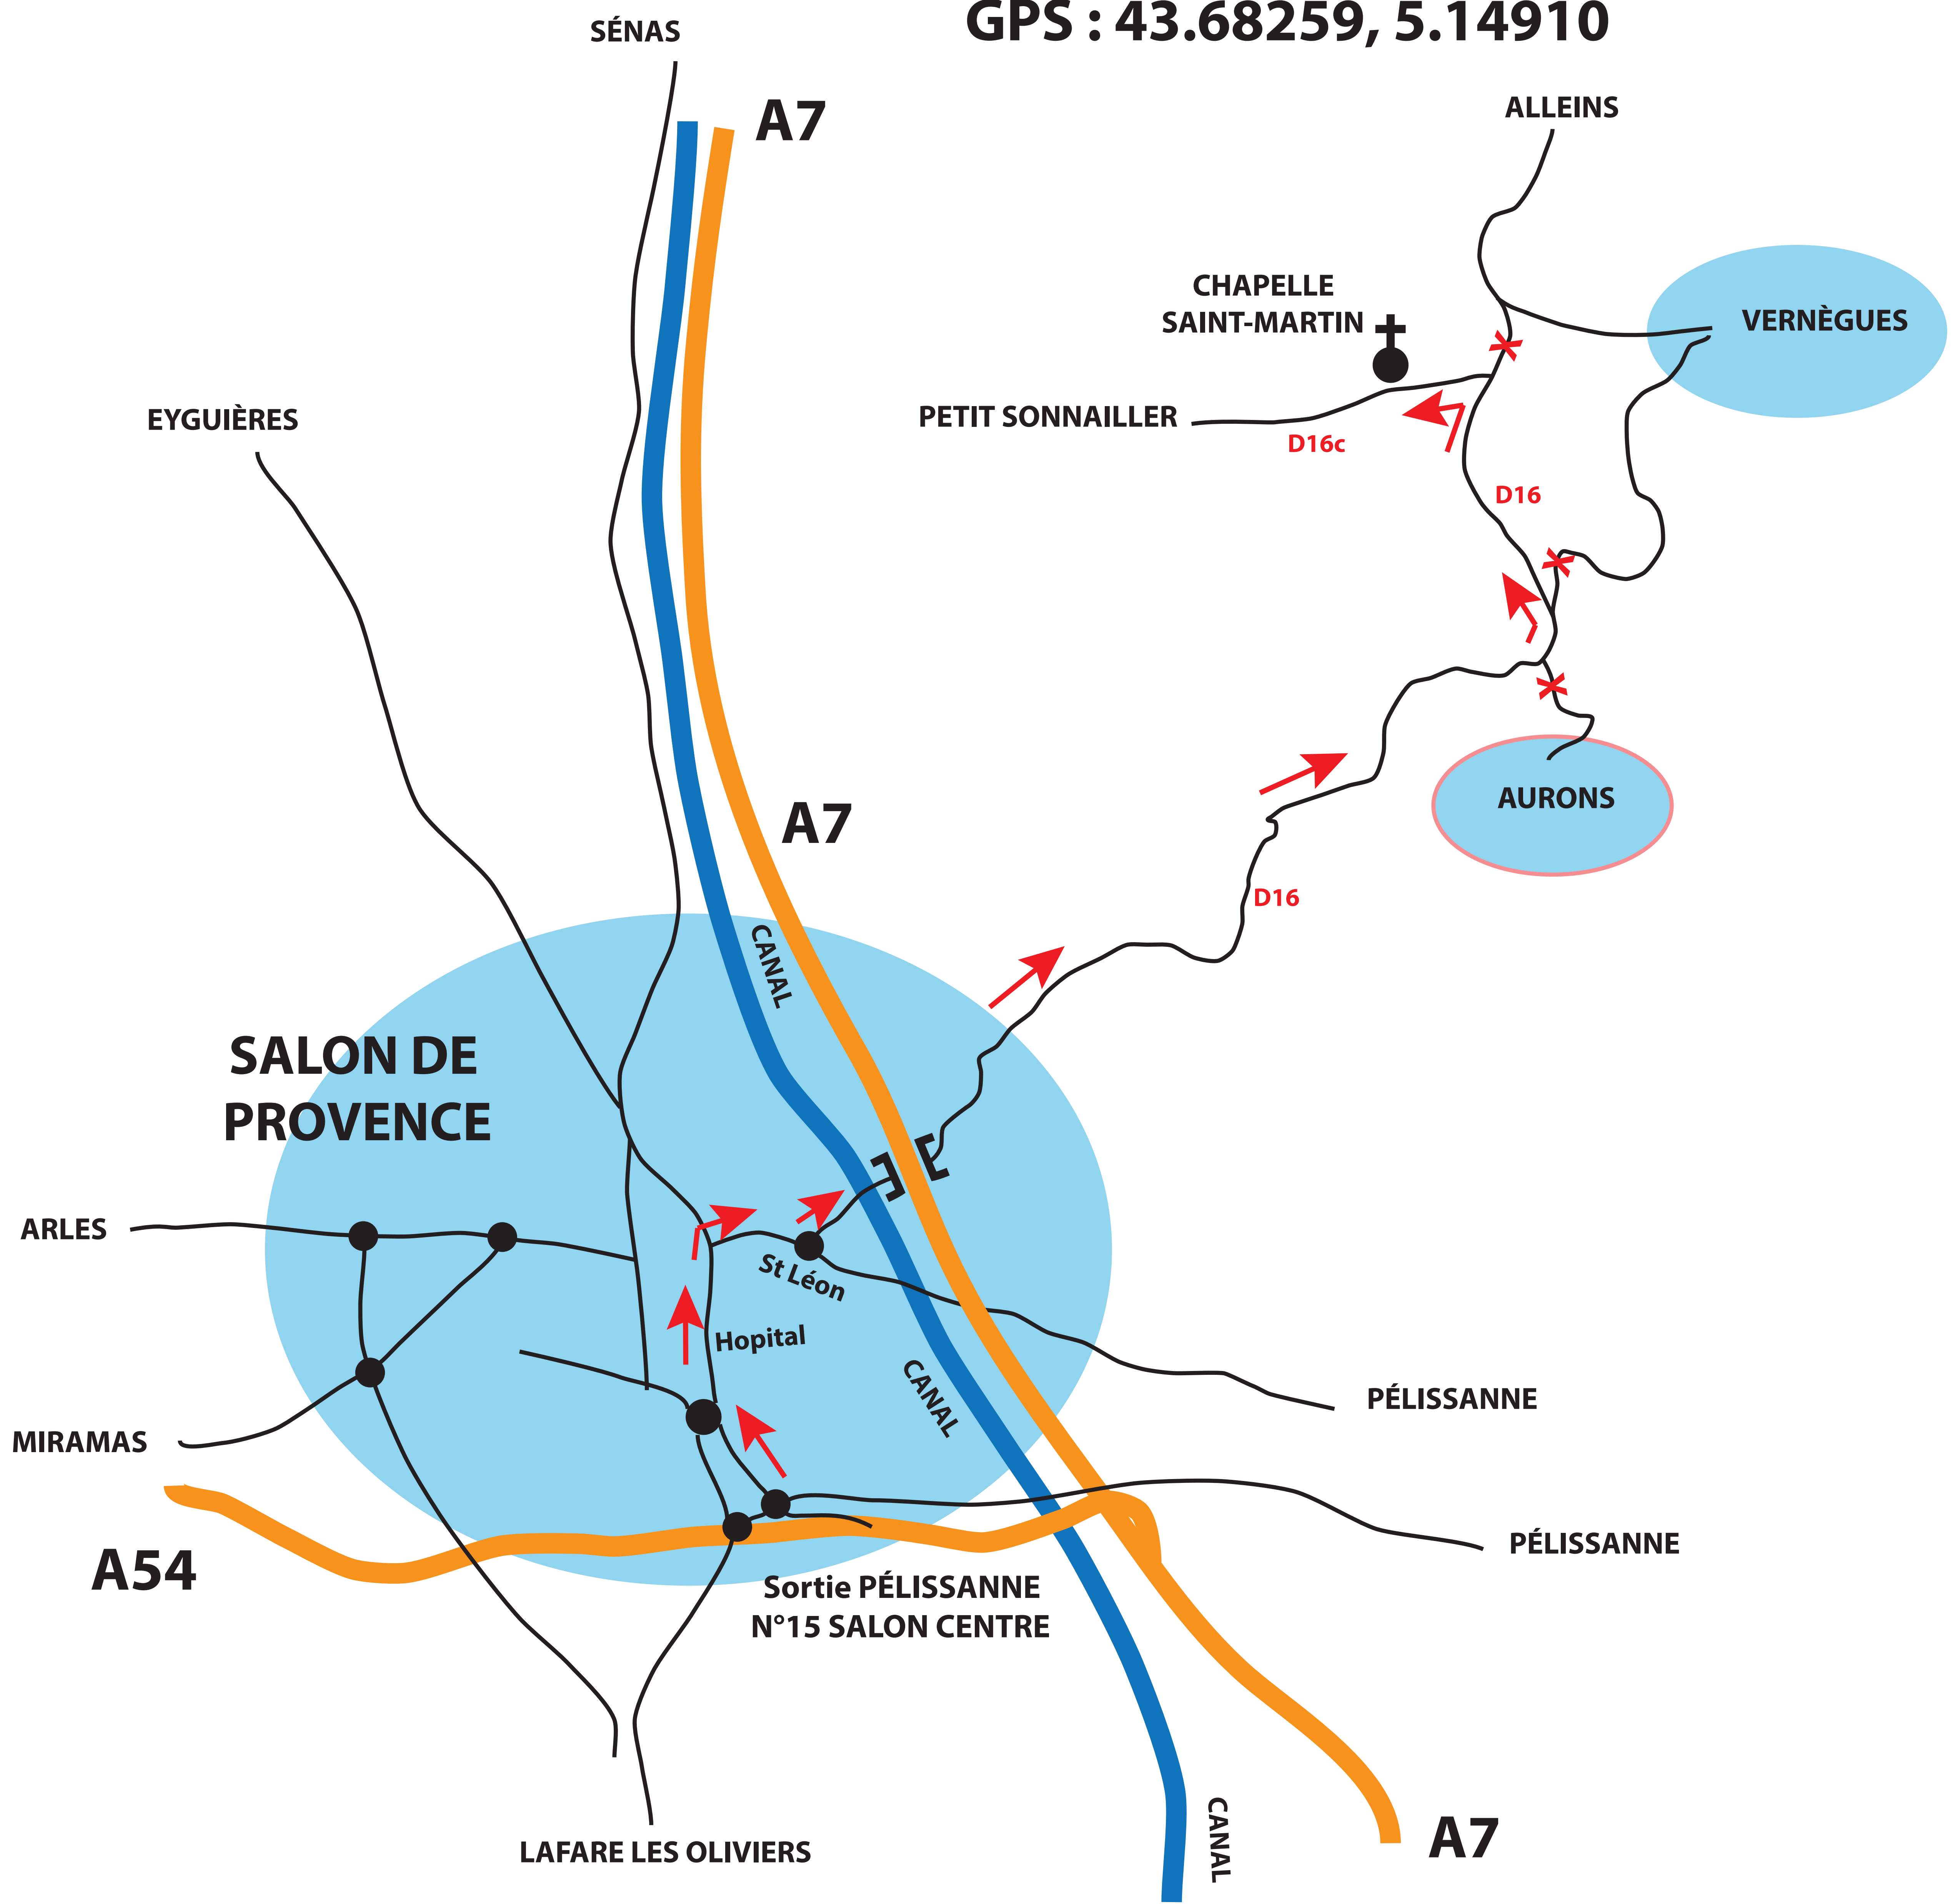 GPS : 43.68259, 5.14910
SÉNAS
A7
ALLEINS
CHAPELLE
SAINT-MARTIN
VERNÈGUES
EYGUIÈRES
PETIT SONNAILLER
D16c
D16
A7
AURONS
D16
CANAL
SALON DE
PROVENCE
ARLES
St Léon
Hopital
CANAL
PÉLISSANNE
MIRAMAS
PÉLISSANNE
A54
Sortie PÉLISSANNE
N°15 SALON CENTRE
CANAL
A7
LAFARE LES OLIVIERS